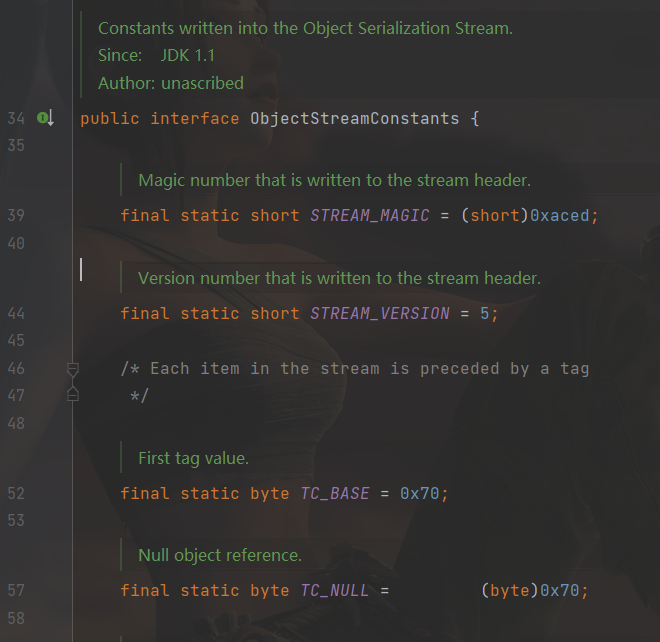 Constants written into the Object Serialization Stream.
Since: JDK 1.1
Author: unascribed
34 public interface ObjectStreamConstants {
35
Magic number that is written to the stream header.
39 final static short STREAM_MAGIC = (short)0xaced;
40
Version number that is written to the stream header.
44 final static short STREAM_VERSION = 5;
45
46 /* Each item in the stream is preceded by a tag
47 */
48
First tag value.
52 final static byte TC_BASE = 0x70;
53
Null object reference.
57 final static byte TC_NULL = (byte)0x70;
58